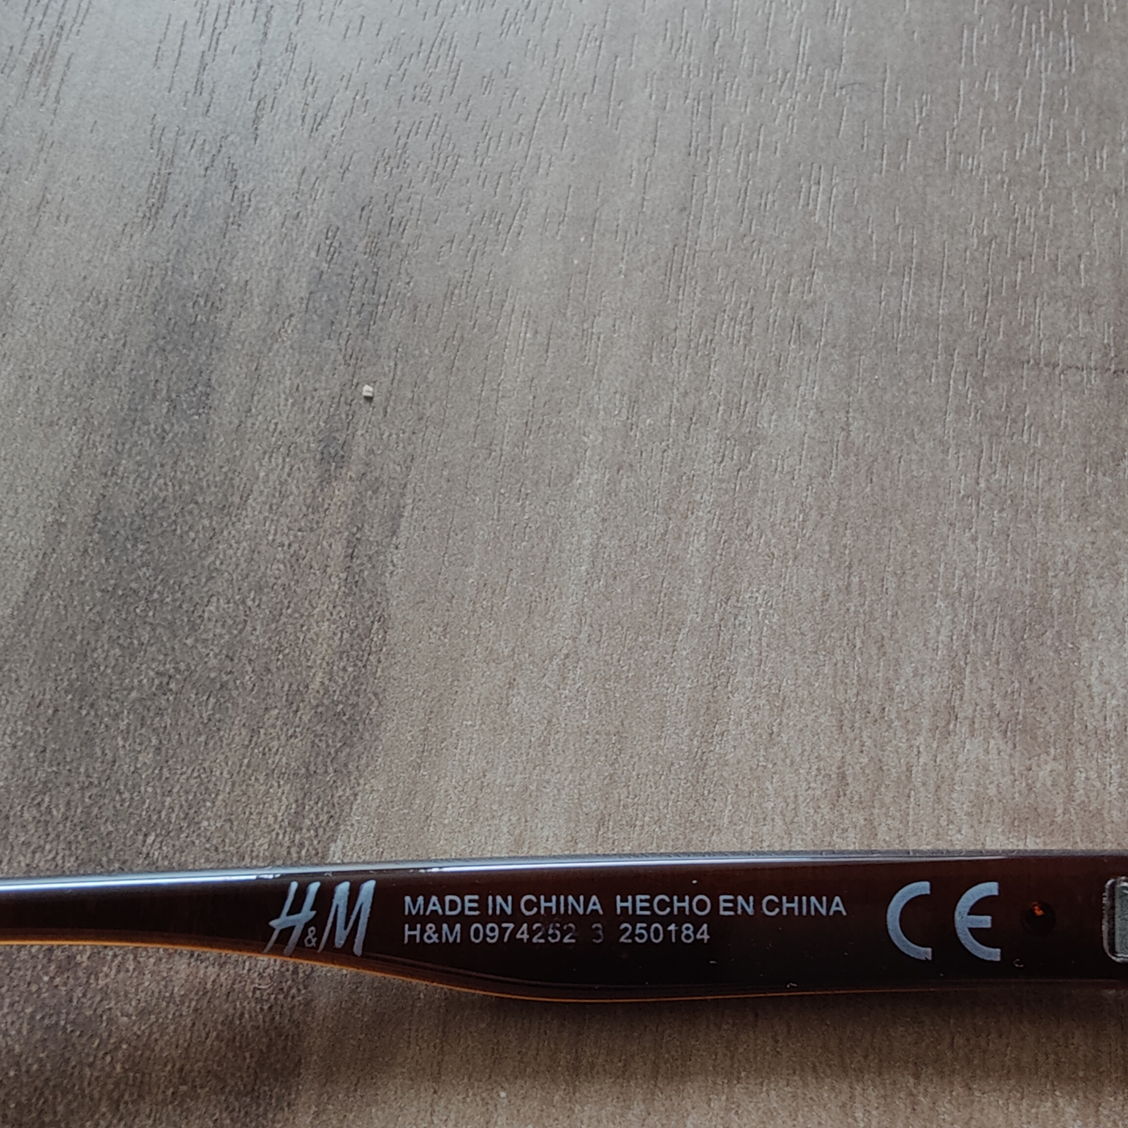 H&M
MADE IN CHINA HECHO EN CHINA
H&M 0974252 3 250184
CE